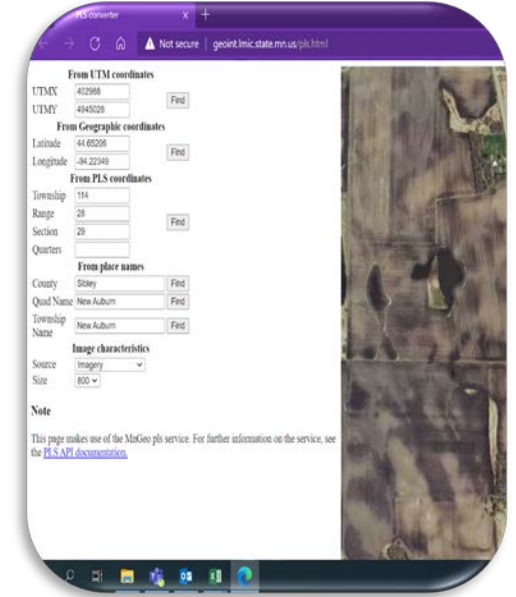 PLS converter
Not secure | geoint.lmic.state.mn.us/pls.html
From UTM coordinates
UTMX 402988 Find
UTMY 4945028
From Geographic coordinates
Latitude 44.65206 Find
Longitude -94.22349
From PLS coordinates
Township 114
Range 28 Find
Section 29
Quarters
From place names
County Sibley Find
Quad Name New Auburn Find
Township Name New Auburn Find
Image characteristics
Source Imagery
Size 800
Note
This page makes use of the MnGeo pls service. For further information on the service, see
the PLS API documentation.